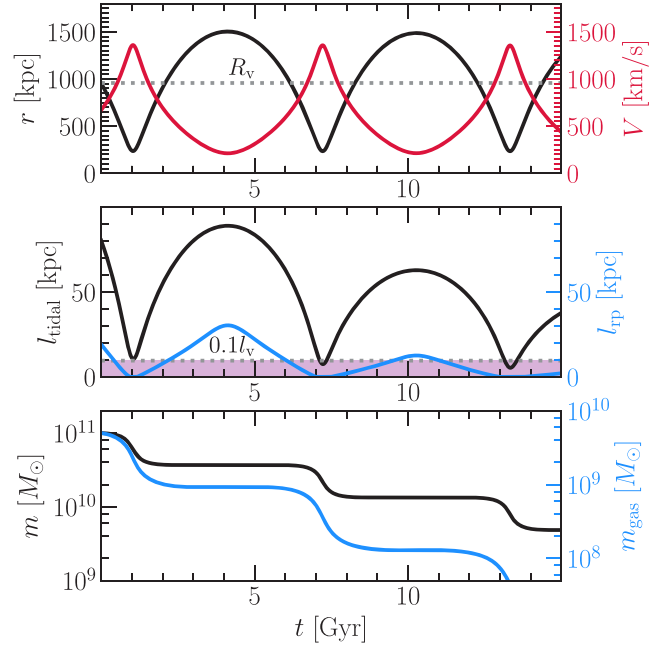 1500
1000
500
0
r [kpc]
R_v
1500
1000
500
0
V [km/s]
5
10
50
0
l_tidal [kpc]
0.1l_v
50
0
l_rp [kpc]
5
10
10^11
10^10
10^9
m [M_⊙]
10^10
10^9
10^8
m_gas [M_⊙]
5
10
t [Gyr]